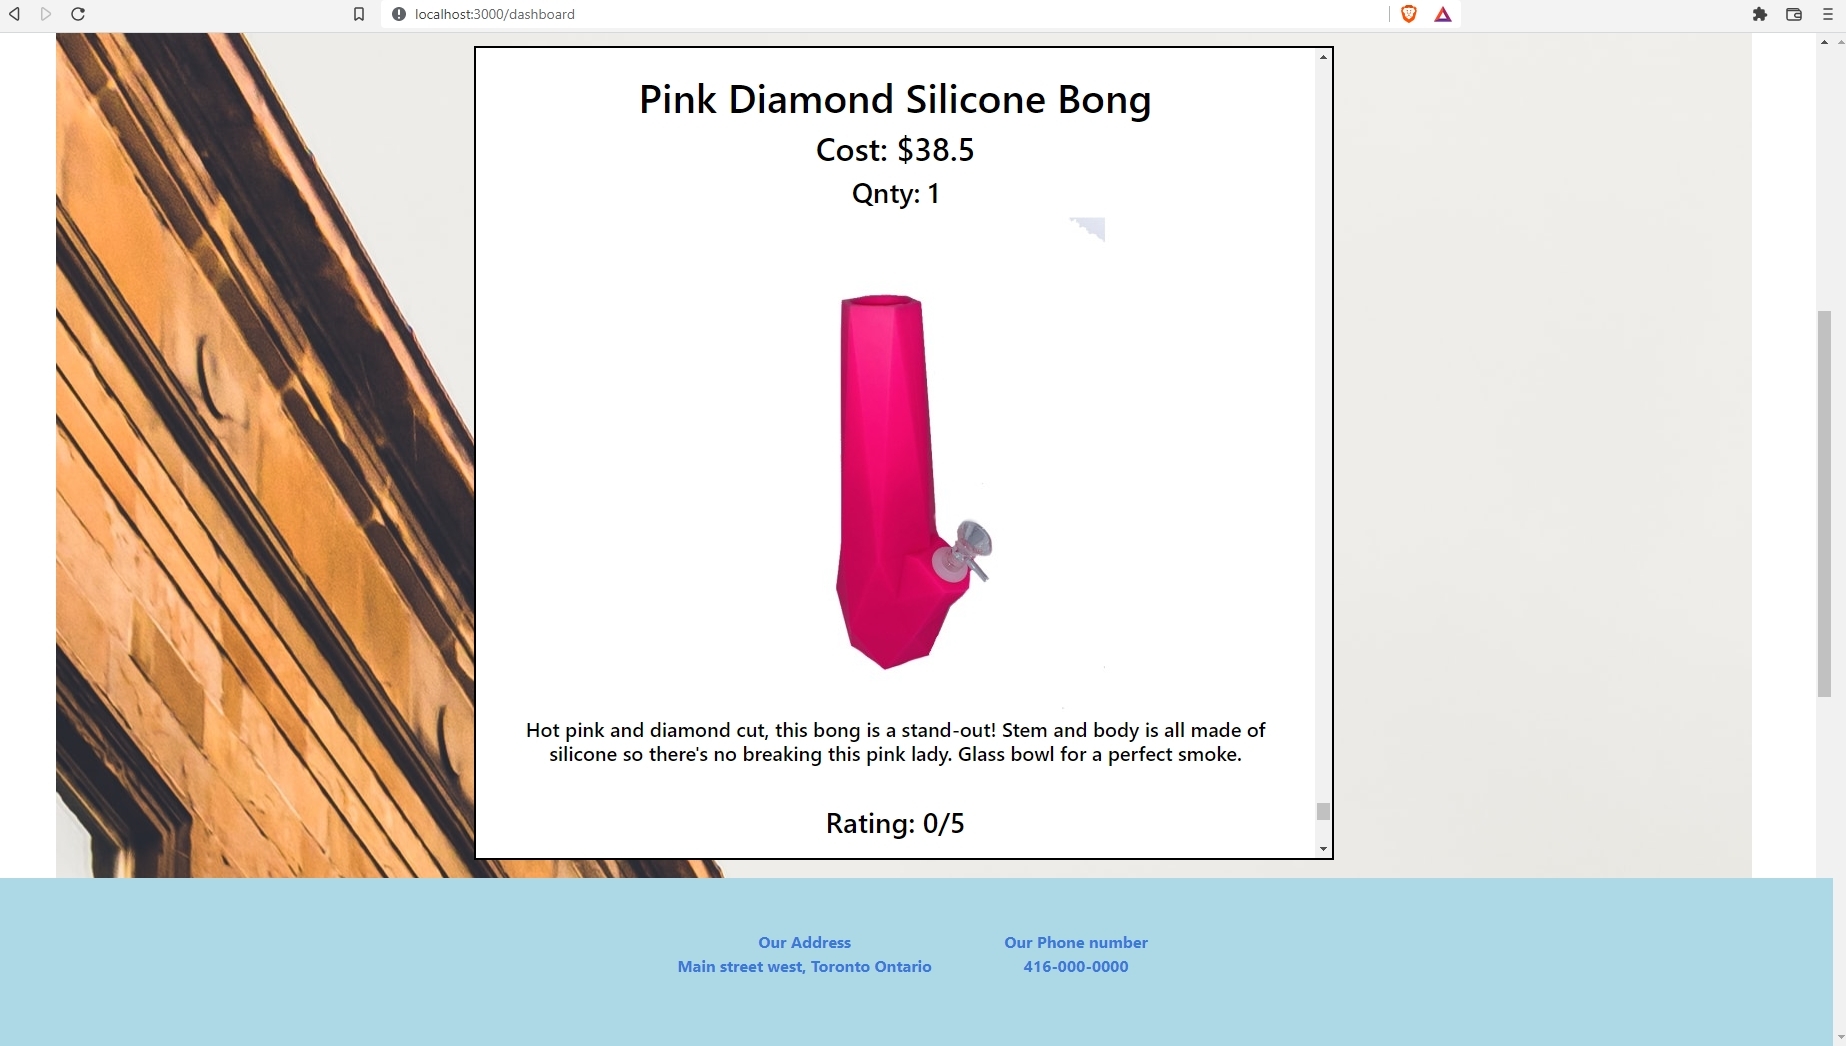 localhost:3000/dashboard
Pink Diamond Silicone Bong
Cost: $38.5
Qnty: 1
Hot pink and diamond cut, this bong is a stand-out! Stem and body is all made of
silicone so there's no breaking this pink lady. Glass bowl for a perfect smoke.
Rating: 0/5
Our Address
Main street west, Toronto Ontario
Our Phone number
416-000-0000